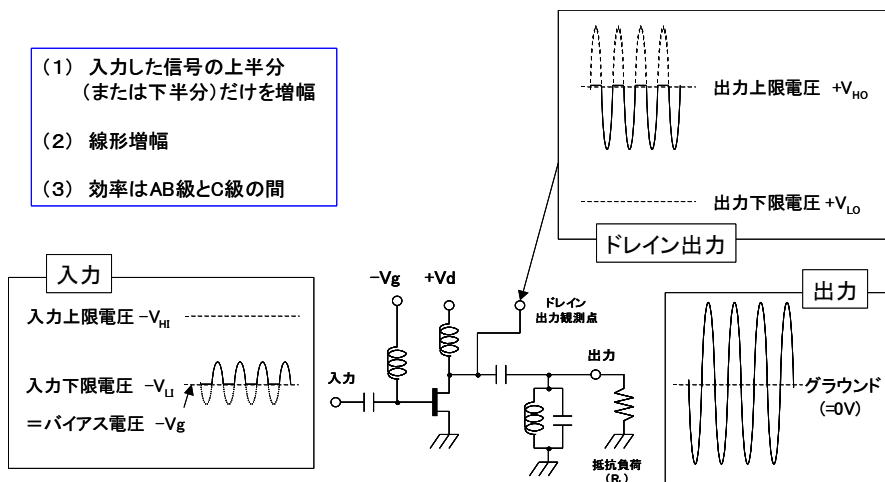 (1) 入力した信号の上半分
(または下半分)だけを増幅
(2) 線形増幅
(3) 効率はAB級とC級の間
出力上限電圧 +VHO
出力下限電圧 +VLO
ドレイン出力
入力
入力上限電圧 -VHI
入力下限電圧 -VLI
=バイアス電圧 -Vg
-Vg
+Vd
ドレイン
出力観測点
入力
出力
抵抗負荷
出力
グラウンド
(=0V)